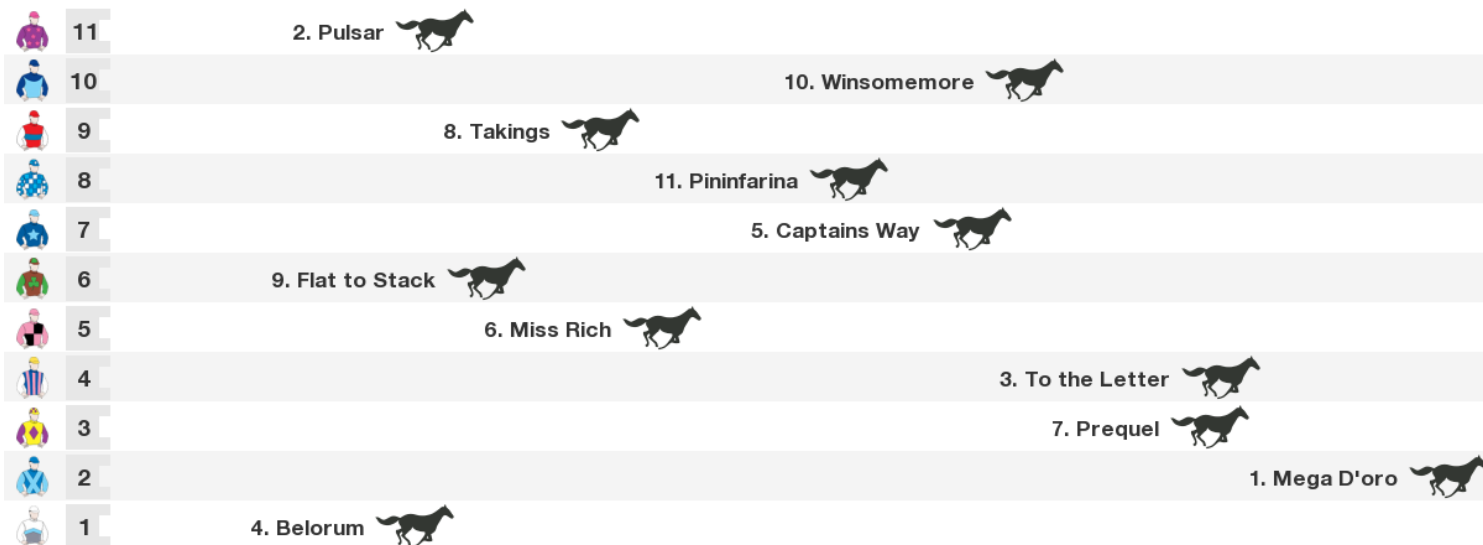 11 2. Pulsar
10 10. Winsomemore
9 8. Takings
8 11. Pininfarina
7 5. Captains Way
6 9. Flat to Stack
5 6. Miss Rich
4 3. To the Letter
3 7. Prequel
2 1. Mega D'oro
1 4. Belorum